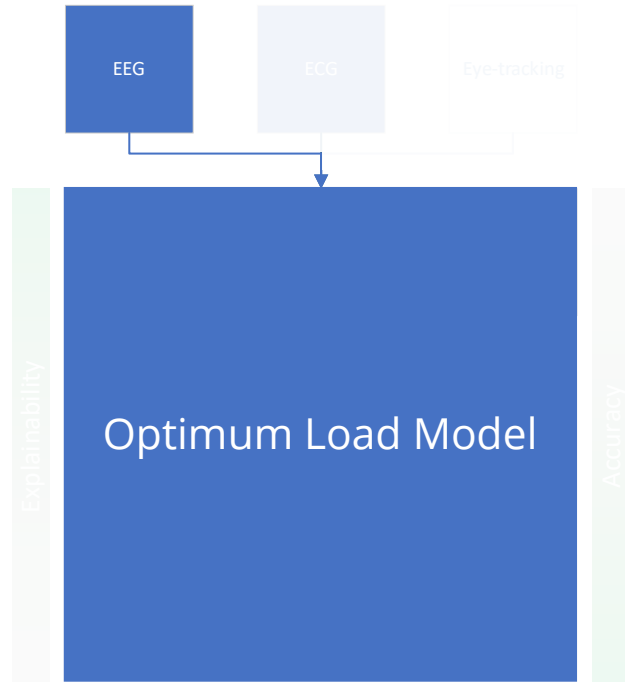 EEG
ECG
Eye-tracking
Explainability
Optimum Load Model
Accuracy